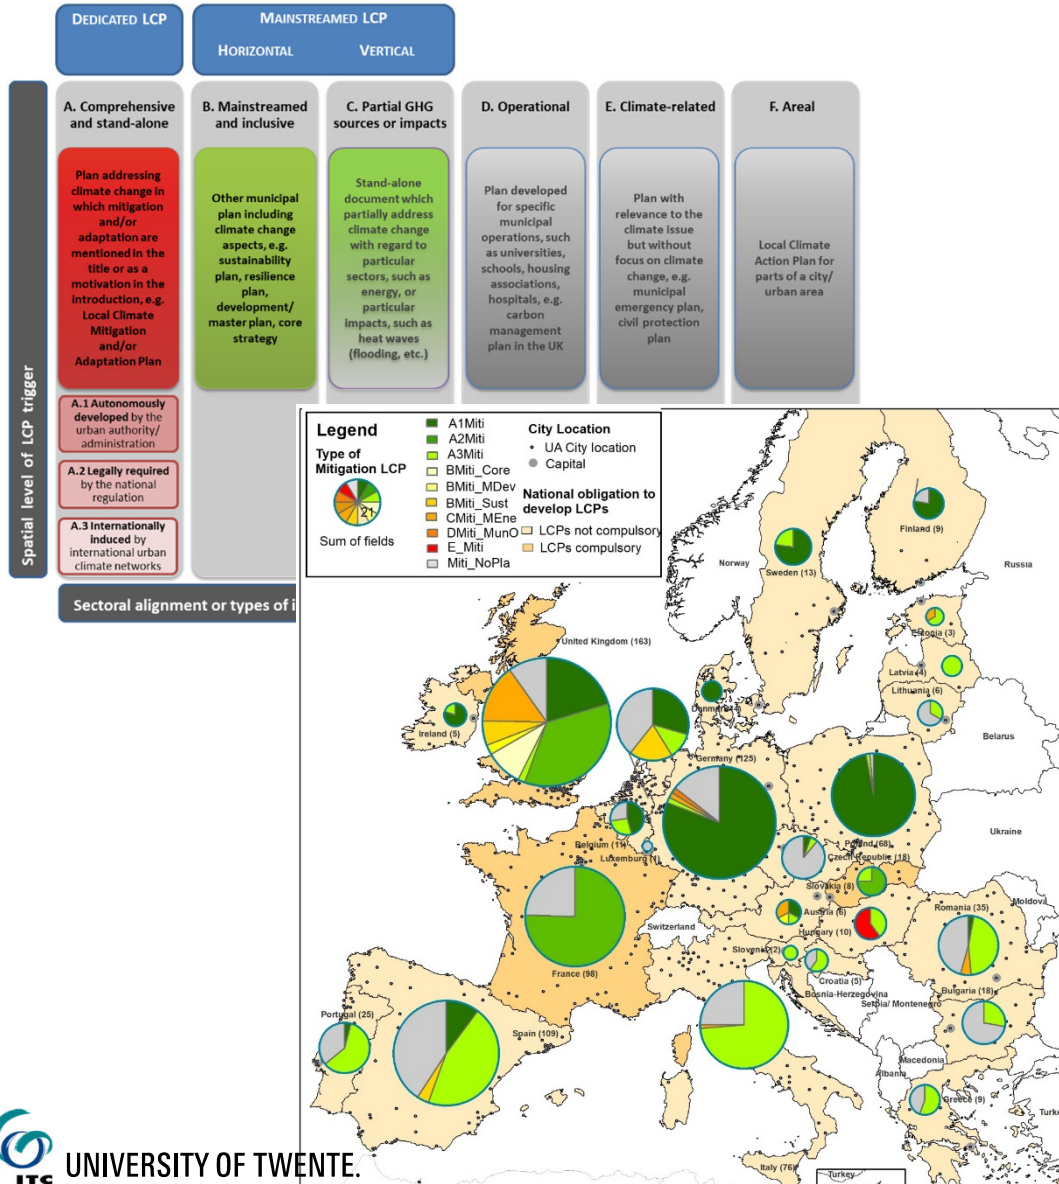 DEDICATED LCP
MAINSTREAMED LCP
HORIZONTAL
VERTICAL
Spatial level of LCP trigger
A. Comprehensive
and stand-alone
Plan addressing
climate change in
which mitigation
and/or
adaptation are
mentioned in the
title or as a
motivation in the
introduction, e.g.
Local Climate
Mitigation
and/or
Adaptation Plan
A.1 Autonomously
developed by the
urban authority/
administration
A.2 Legally required
by the national
regulation
A.3 Internationally
induced by
international urban
climate networks
B. Mainstreamed
and inclusive
Other municipal
plan including
climate change
aspects, e.g.
sustainability
plan, resilience
plan,
development/
master plan, core
strategy
C. Partial GHG
sources or impacts
Stand-alone
document which
partially address
climate change
with regard to
particular
sectors, such as
energy, or
particular
impacts, such as
heat waves
(flooding, etc.)
D. Operational
Plan developed
for specific
municipal
operations, such
as universities,
schools, housing
associations,
hospitals, e.g.
carbon
management
plan in the UK
E. Climate-related
Plan with
relevance to the
climate issue
but without
focus on climate
change, e.g.
municipal
emergency plan,
civil protection
plan
F. Areal
Local Climate
Action Plan for
parts of a city/
urban area
Sectoral alignment or types of i
Legend
Type of
Mitigation LCP
21
Sum of fields
A1Miti
A2Miti
A3Miti
BMiti_Core
BMiti_MDev
BMiti_Sust
CMiti_MEne
DMiti_MunO
E_Miti
Miti_NoPla
City Location
UA City location
Capital
National obligation to
develop LCPs
LCPs not compulsory
LCPs compulsory
Finland (9)
Norway
Sweden (13)
Russia
Estonia (3)
United Kingdom (163)
Latvia (4)
Lithuania (6)
Ireland (5)
Belarus
Germany (125)
Ukraine
Belgium (11)
Poland (68)
Luxemburg (1)
Czech Republic (18)
Slovakia (8)
Moldova
Romania (35)
Austria (6)
Switzerland
Hungary (10)
Slovenia (2)
France (98)
Croatia (5)
Bulgaria (18)
Bosnia-Herzegovina
Serbia/ Montenegro
Portugal (25)
Spain (109)
Macedonia
Albania
Greece (9)
Turke
Italy (76)
Turkey
ITC
UNIVERSITY OF TWENTE.